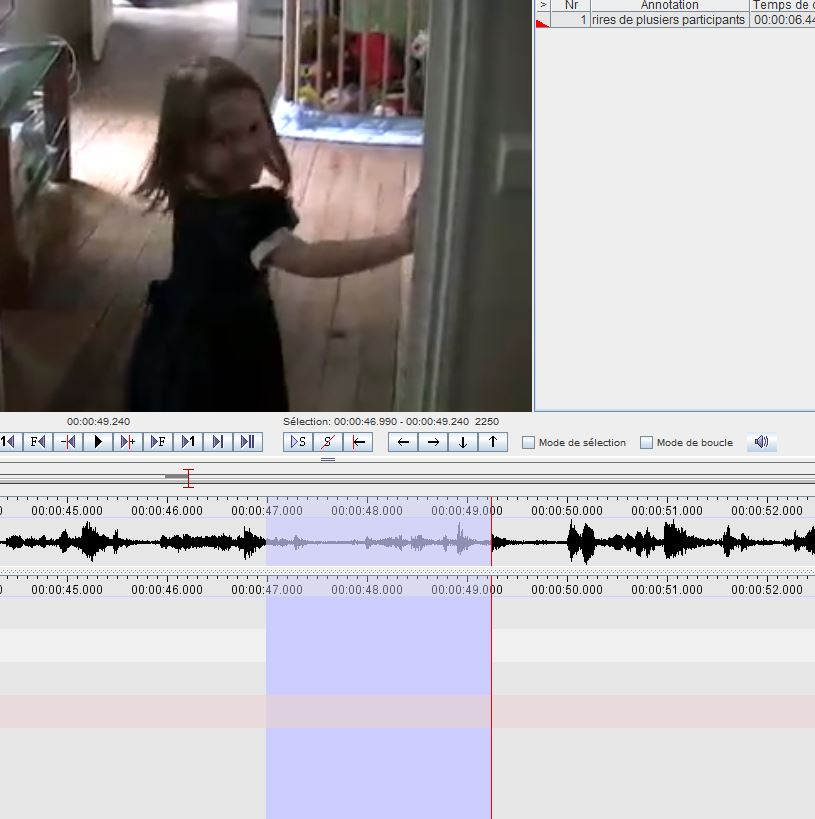 > Nr Annotation Temps de
1 rires de plusiers participants 00:00:06.44
00:00:49.240 Sélection: 00:00:46.990 - 00:00:49.240 2250
1 F + F 1 S S Mode de sélection Mode de boucle
00:00:45.000 00:00:46.000 00:00:47.000 00:00:48.000 00:00:49.000 00:00:50.000 00:00:51.000 00:00:52.000
00:00:45.000 00:00:46.000 00:00:47.000 00:00:48.000 00:00:49.000 00:00:50.000 00:00:51.000 00:00:52.000